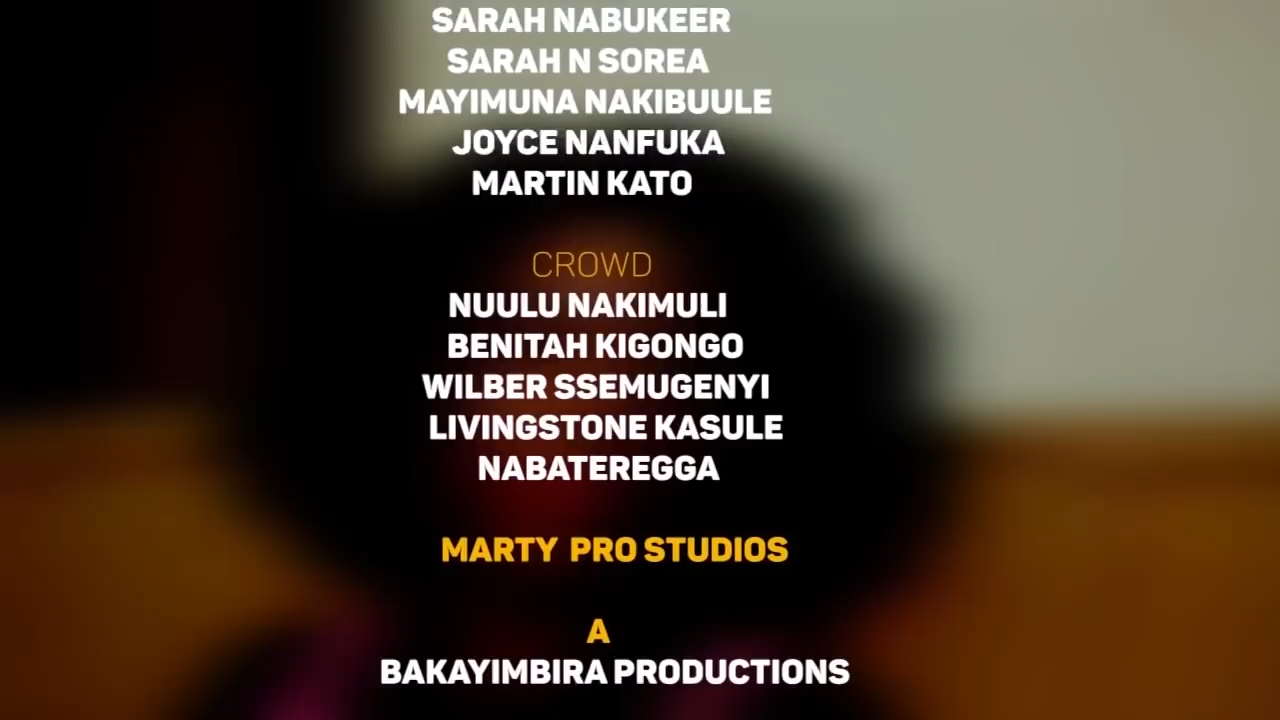 SARAH NABUKEER
SARAH N SOREA
MAYIMUNA NAKIBUULE
JOYCE NANFUKA
MARTIN KATO
CROWD
NUULU NAKIMULI
BENITAH KIGONGO
WILBER SSEMUGENYI
LIVINGSTONE KASULE
NABATEREGGA
MARTY PRO STUDIOS
A
BAKAYIMBIRA PRODUCTIONS